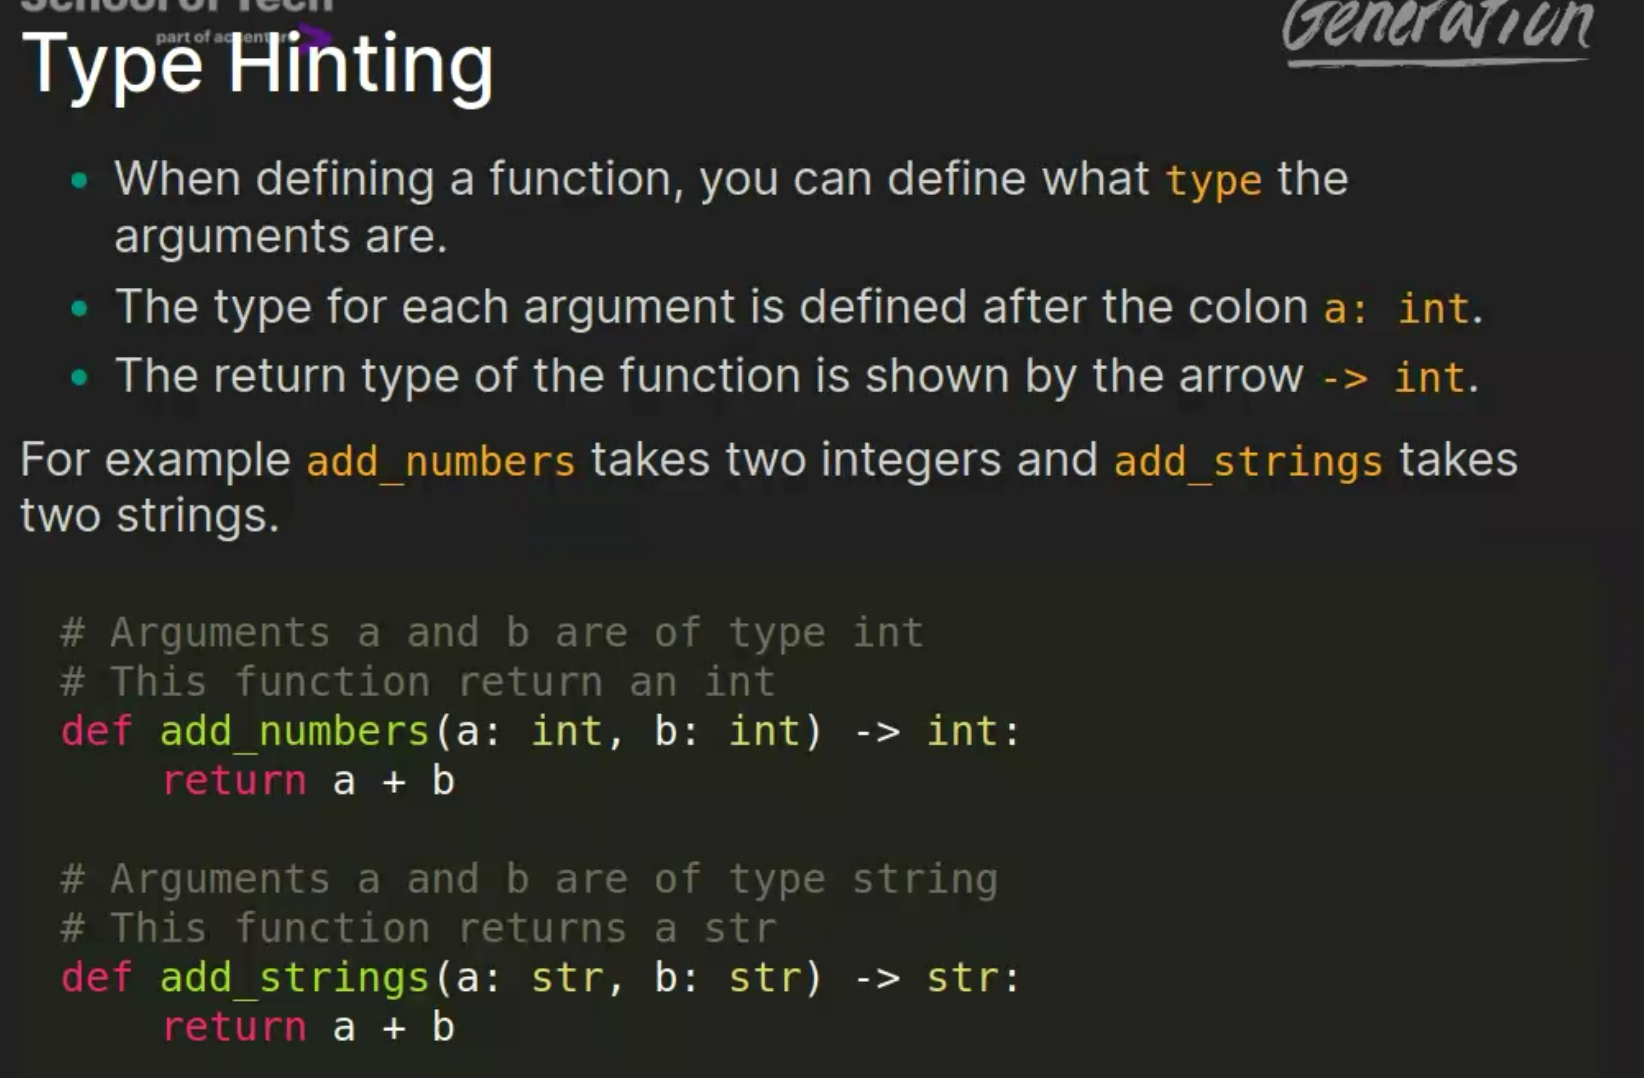 School of Tech
part of accenture
Generation
Type Hinting
When defining a function, you can define what type the
arguments are.
The type for each argument is defined after the colon a: int.
The return type of the function is shown by the arrow -> int.
For example add_numbers takes two integers and add_strings takes
two strings.
# Arguments a and b are of type int
# This function return an int
def add_numbers(a: int, b: int) -> int:
    return a + b
# Arguments a and b are of type string
# This function returns a str
def add_strings(a: str, b: str) -> str:
    return a + b